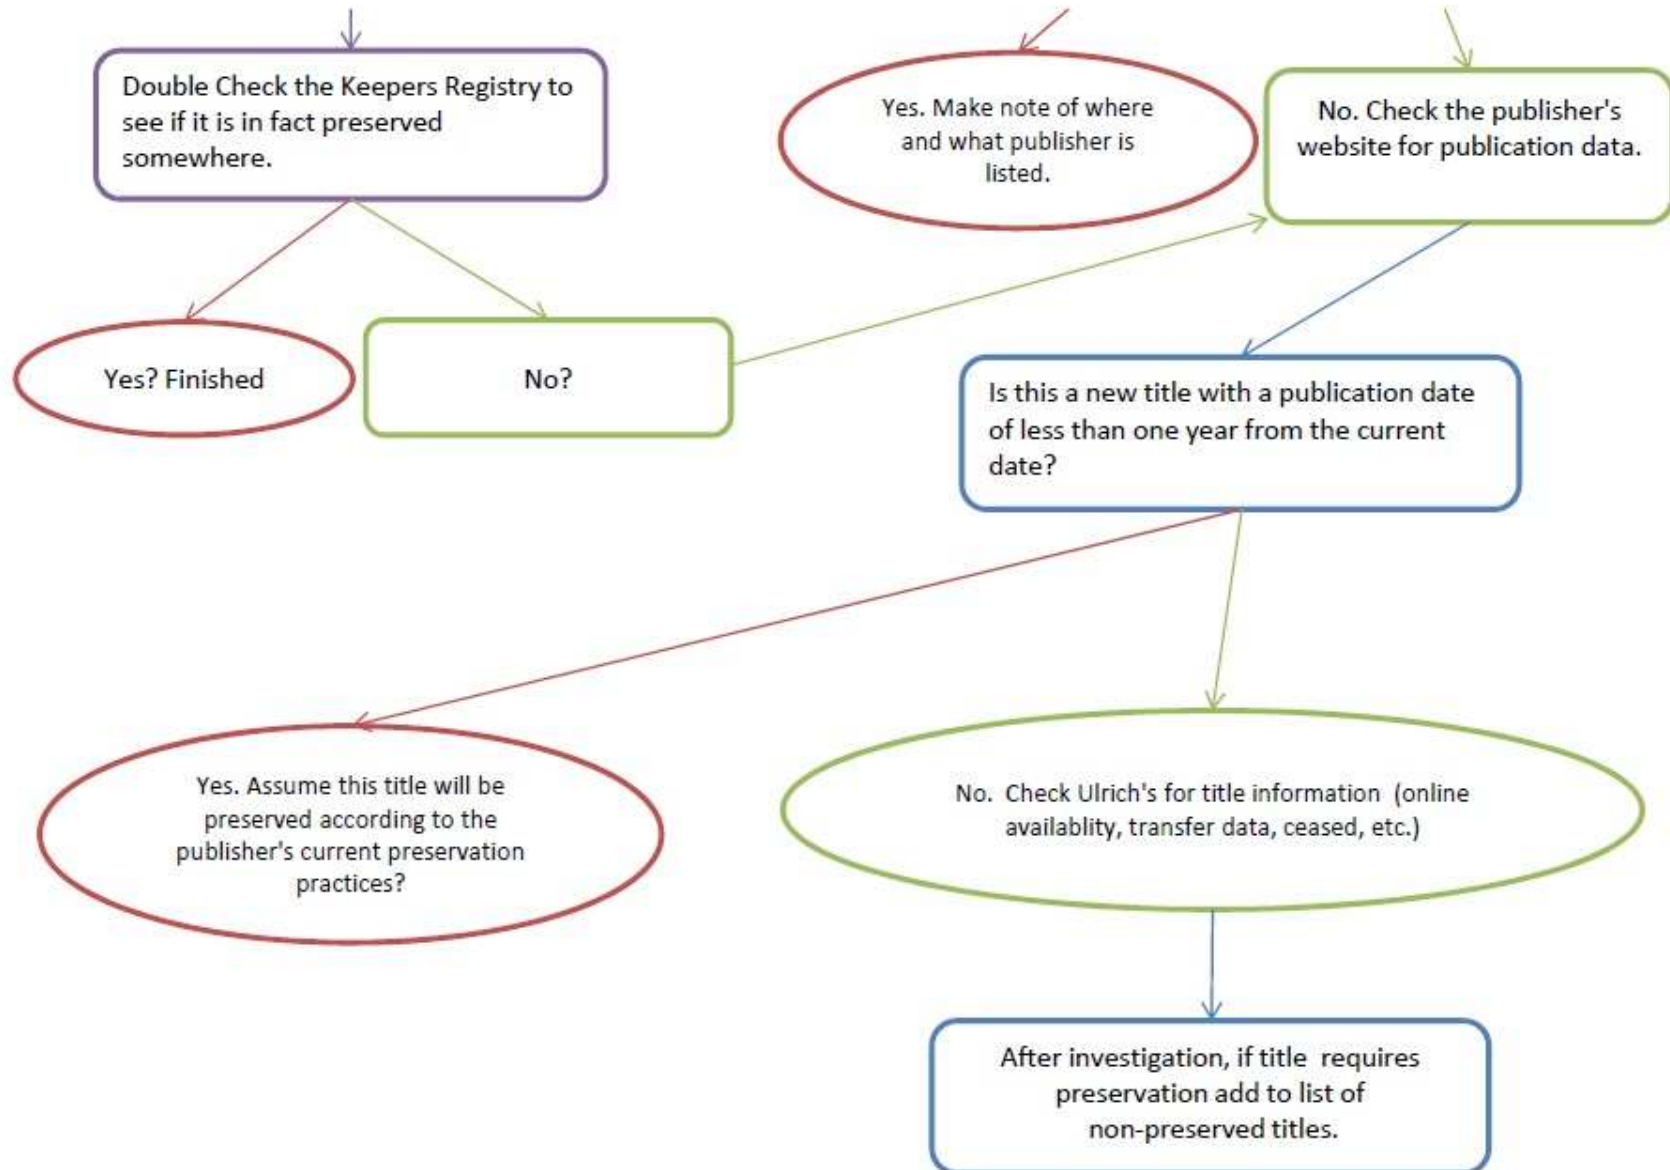 Double Check the Keepers Registry to
see if it is in fact preserved
somewhere.
Yes. Make note of where
and what publisher is
listed.
No. Check the publisher's
website for publication data.
Yes? Finished
No?
Is this a new title with a publication date
of less than one year from the current
date?
Yes. Assume this title will be
preserved according to the
publisher's current preservation
practices?
No.  Check Ulrich's for title information  (online
availablity, transfer data, ceased, etc.)
After investigation, if title  requires
preservation add to list of
non-preserved titles.